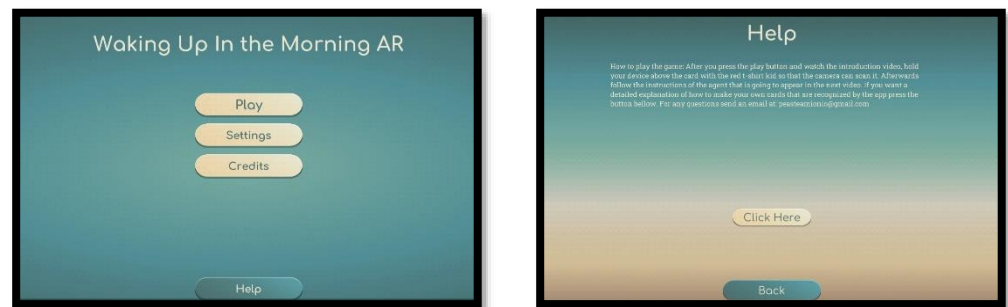 Waking Up In the Morning AR
Play
Settings
Credits
Help
Help
How to play the game: After you press the play button and watch the introduction video, hold
your device above the card with the red t-shirt kid so that the camera can scan it. Afterwards
follow the instructions of the agent that is going to appear in the next video. If you want a
detailed explanation of how to make your own cards that are recognized by the app press the
button bellow. For any questions send an email at: peasteamionio@gmail.com
Click Here
Back